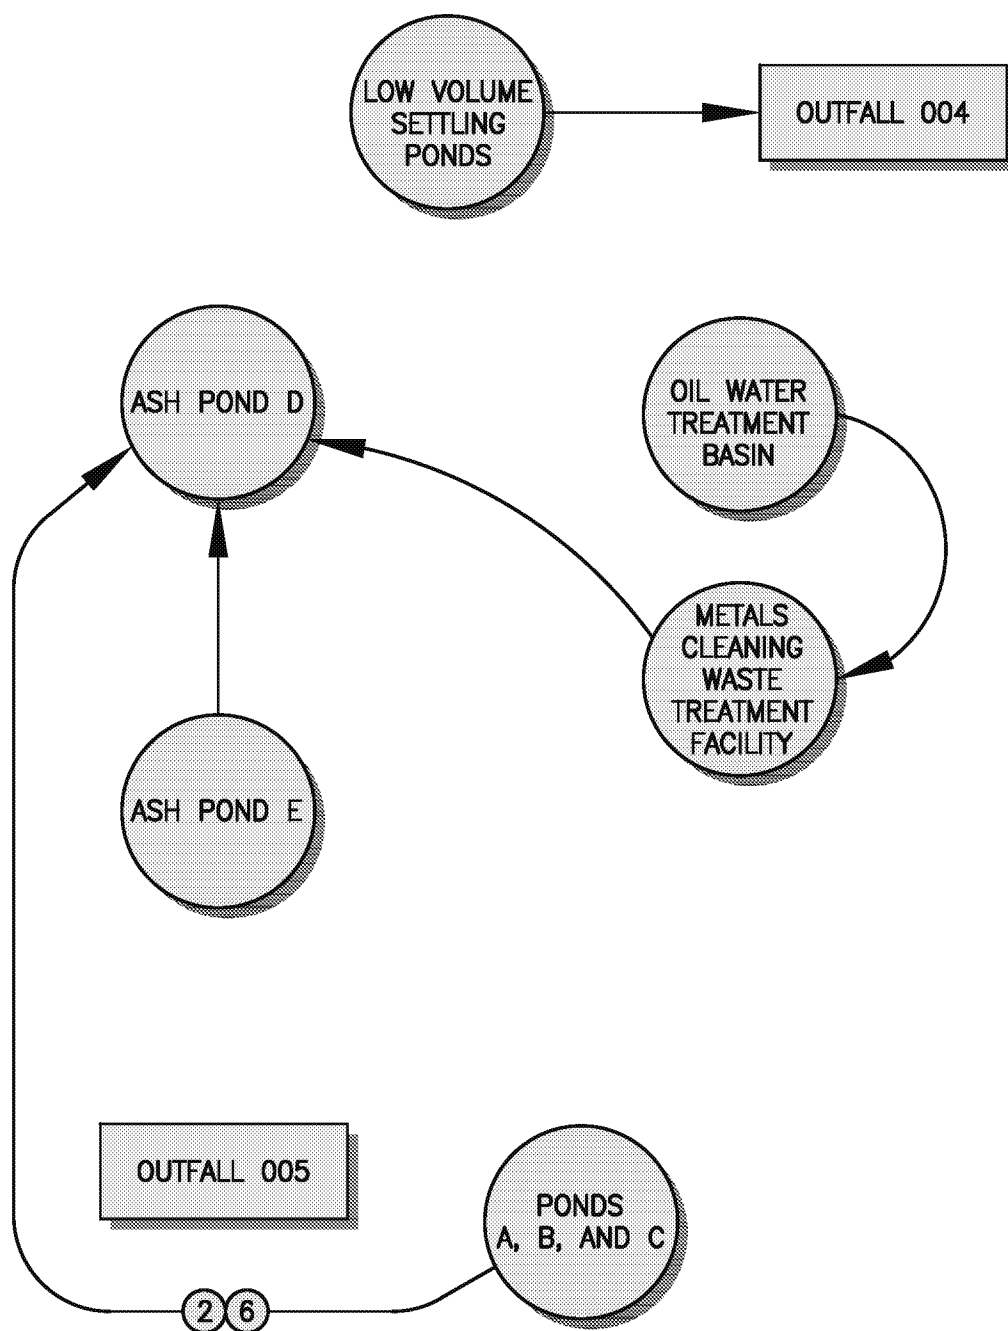 LOW VOLUME
SETTLING
PONDS
OUTFALL 004
ASH POND D
OIL WATER
TREATMENT
BASIN
METALS
CLEANING
WASTE
TREATMENT
FACILITY
ASH POND E
OUTFALL 005
PONDS
A, B, AND C
2 6